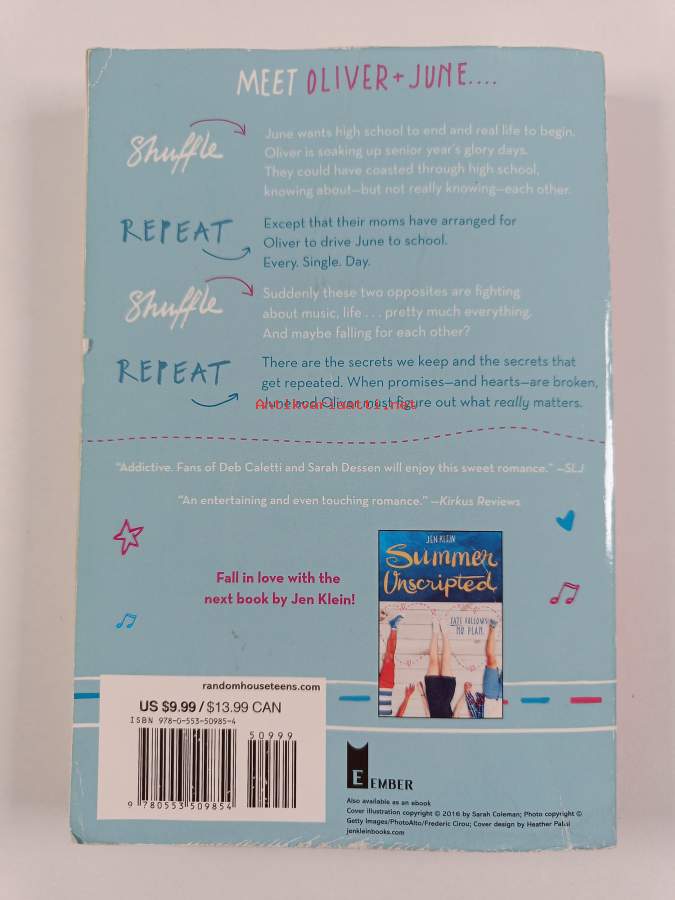 MEET OLIVER + JUNE....
Shuffle
June wants high school to end and real life to begin.
Oliver is soaking up senior year's glory days.
They could have coasted through high school,
knowing about—but not really knowing—each other.
REPEAT
Except that their moms have arranged for
Oliver to drive June to school.
Every. Single. Day.
Shuffle
Suddenly these two opposites are fighting
about music, life . . . pretty much everything.
And maybe falling for each other?
REPEAT
There are the secrets we keep and the secrets that
get repeated. When promises—and hearts—are broken,
June and Oliver must figure out what really matters.
Antikvariaatti.net
"Addictive. Fans of Deb Caletti and Sarah Dessen will enjoy this sweet romance." —SLJ
"An entertaining and even touching romance." —Kirkus Reviews
Fall in love with the
next book by Jen Klein!
JEN KLEIN
Summer
Unscripted
FATE FOLLOWS
NO PLAN.
randomhouseteens.com
US $9.99 / $13.99 CAN
ISBN 978-0-553-50985-4
50999
9 780553 509854
E EMBER
Also available as an ebook
Cover illustration copyright © 2016 by Sarah Coleman; Photo copyright ©
Getty Images/PhotoAlto/Frederic Cirou; Cover design by Heather
jenkleinbooks.com